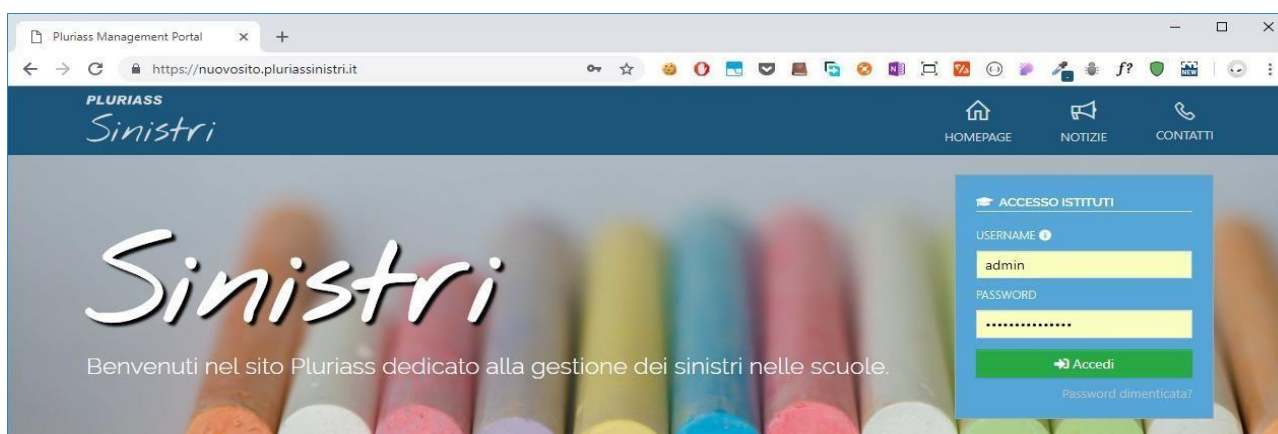 Pluriass Management Portal
https://nuovosito.pluriassinistri.it
f?
NEW
PLURIASS
Sinistri
HOMEPAGE
NOTIZIE
CONTATTI
ACCESSO ISTITUTI
USERNAME
admin
PASSWORD
•••••••••••••••
Accedi
Password dimenticata?
Sinistri
Benvenuti nel sito Pluriass dedicato alla gestione dei sinistri nelle scuole.